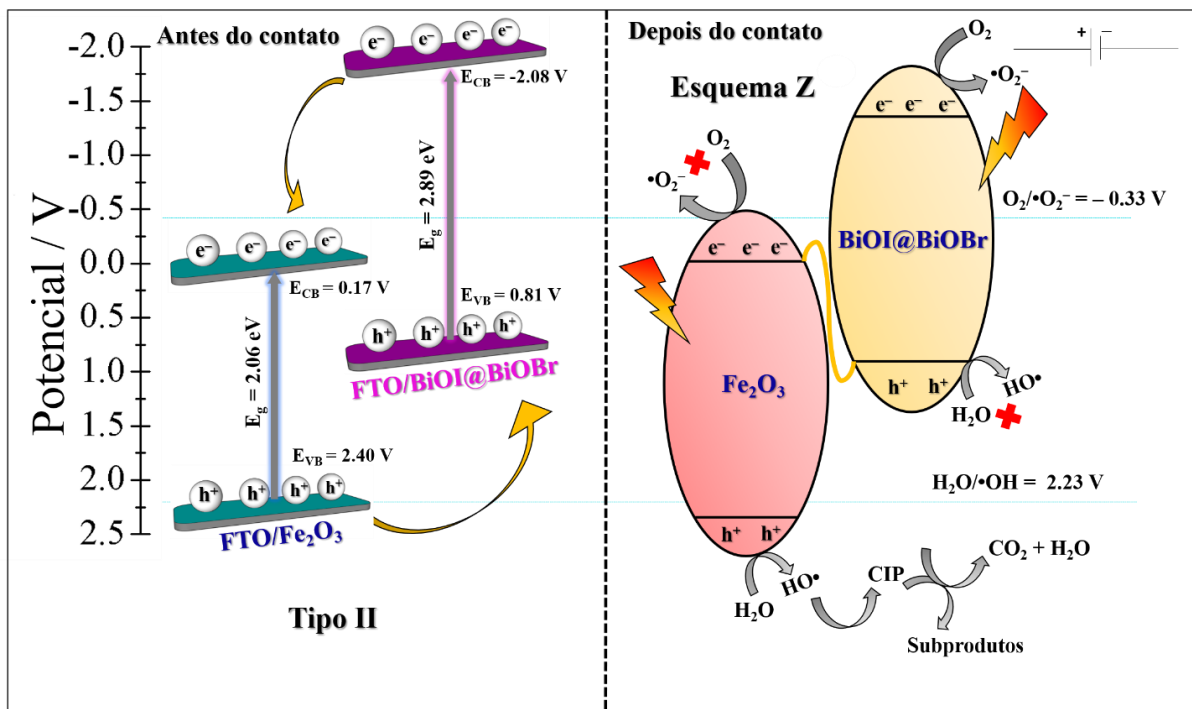 Antes do contato
Potencial / V
-2.0
-1.5
-1.0
-0.5
0.0
0.5
1.0
1.5
2.0
2.5
e⁻ e⁻ e⁻ e⁻
E_CB = -2.08 V
E_g = 2.89 eV
E_VB = 0.81 V
h⁺ h⁺ h⁺ h⁺
FTO/BiOI@BiOBr
e⁻ e⁻ e⁻ e⁻
E_CB = 0.17 V
E_g = 2.06 eV
E_VB = 2.40 V
h⁺ h⁺ h⁺ h⁺
FTO/Fe₂O₃
Tipo II
Depois do contato
Esquema Z
+ −
O₂
•O₂⁻
e⁻ e⁻ e⁻
O₂
•O₂⁻
O₂/•O₂⁻ = – 0.33 V
BiOI@BiOBr
e⁻ e⁻ e⁻
Fe₂O₃
h⁺ h⁺
HO•
H₂O
H₂O/•OH = 2.23 V
h⁺ h⁺
H₂O
HO•
CIP
CO₂ + H₂O
Subprodutos